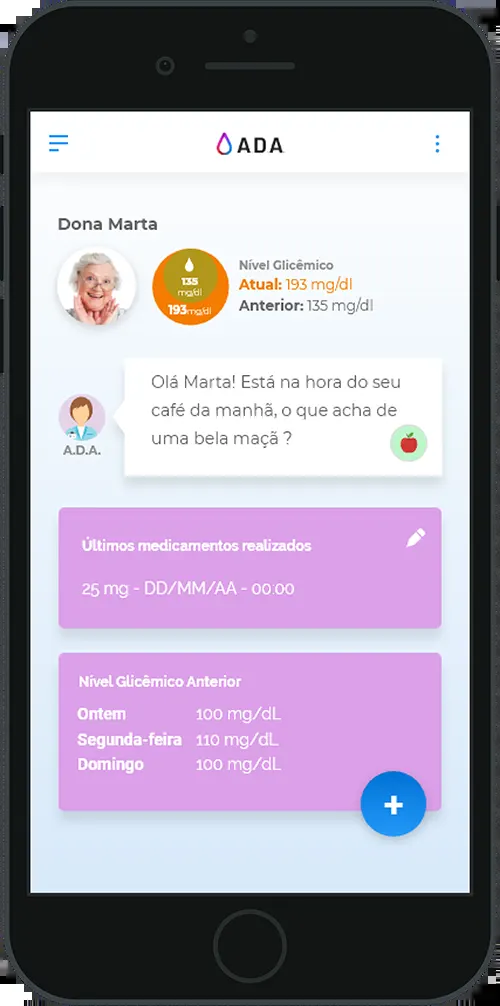 ADA
Dona Marta
135
mg/dl
193mg/dl
Nível Glicêmico
Atual: 193 mg/dl
Anterior: 135 mg/dl
Olá Marta! Está na hora do seu
café da manhã, o que acha de
uma bela maçã ?
A.D.A.
Últimos medicamentos realizados
25 mg - DD/MM/AA - 00:00
Nível Glicêmico Anterior
Ontem 100 mg/dL
Segunda-feira 110 mg/dL
Domingo 100 mg/dL
+